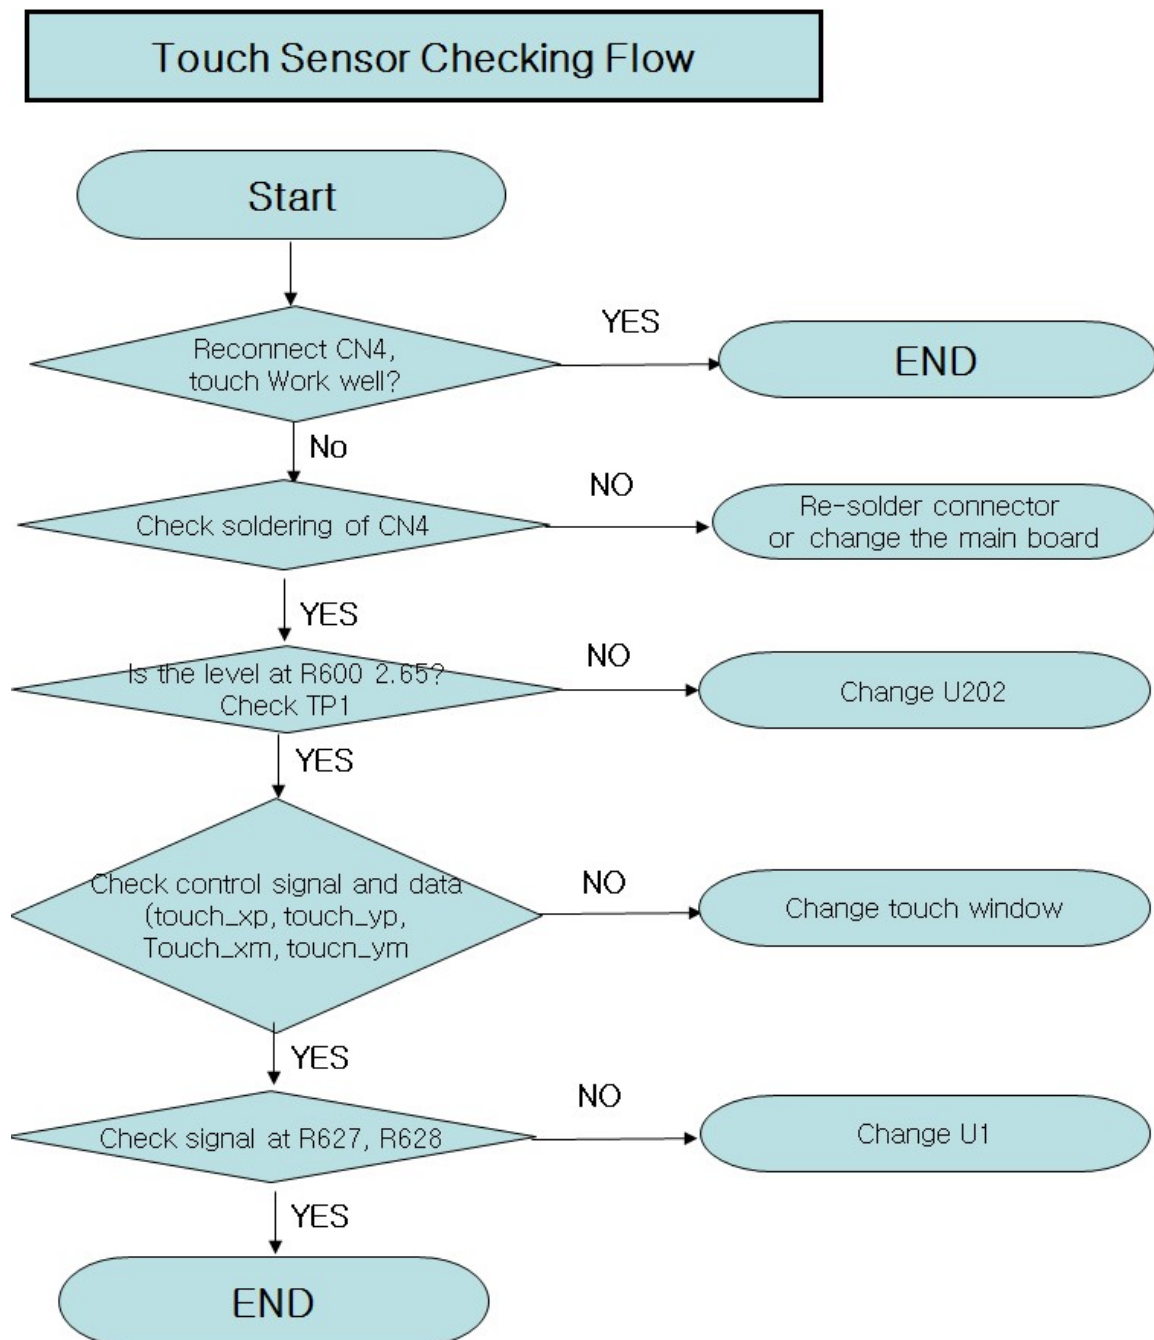 Touch Sensor Checking Flow
Start
Reconnect CN4,
touch Work well?
YES
END
No
Check soldering of CN4
NO
Re-solder connector
or change the main board
YES
Is the level at R600 2.65?
Check TP1
NO
Change U202
YES
Check control signal and data
(touch_xp, touch_yp,
Touch_xm, toucn_ym
NO
Change touch window
YES
Check signal at R627, R628
NO
Change U1
YES
END